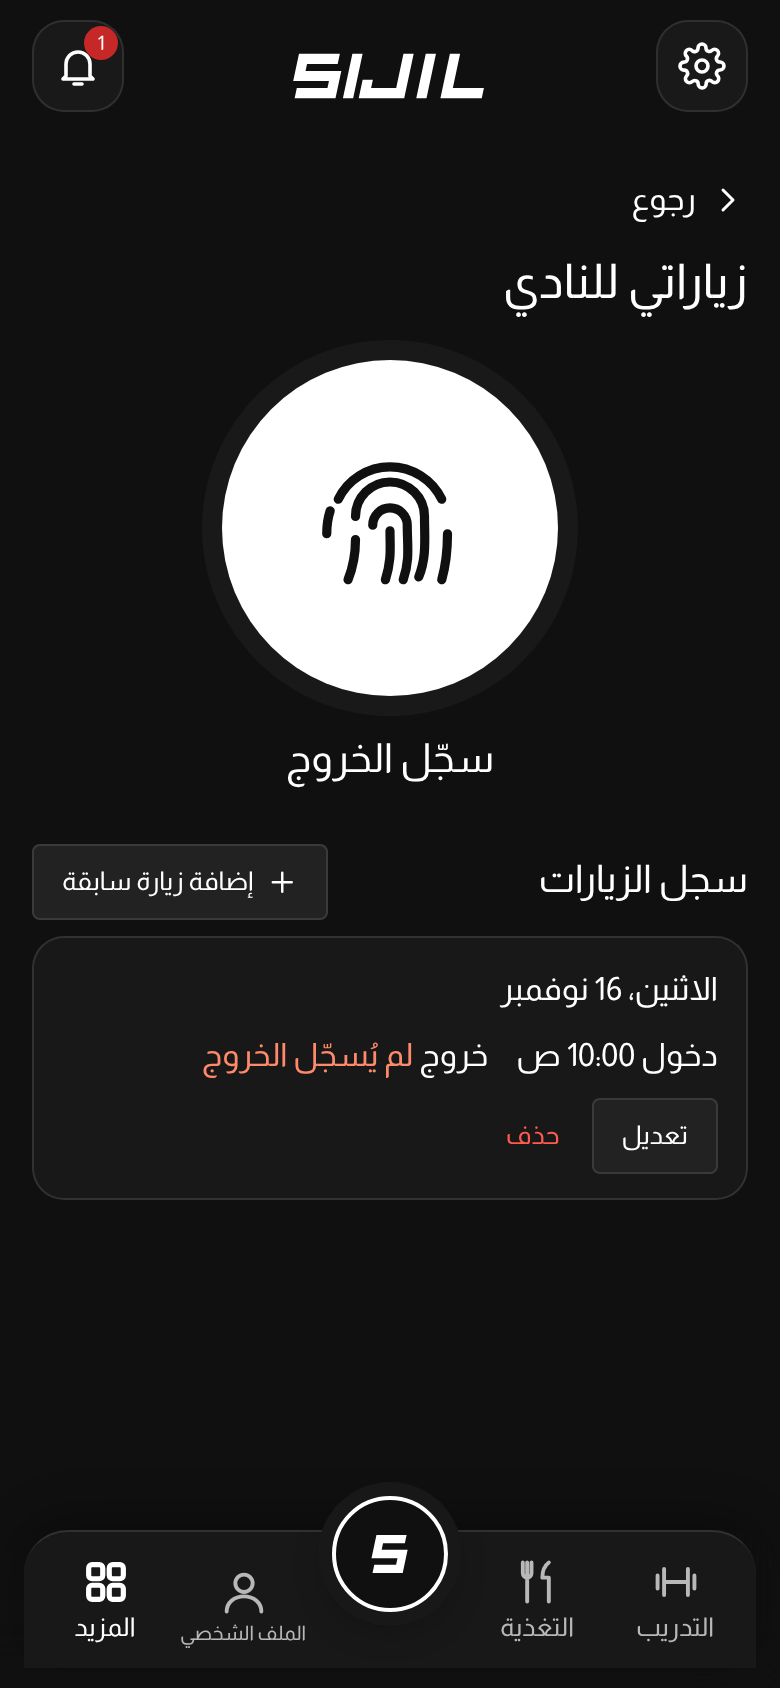 SIJIL
1
رجوع
زياراتي للنادي
سجّل الخروج
سجل الزيارات
إضافة زيارة سابقة
الاثنين، 16 نوفمبر
دخول 10:00 ص خروج لم يُسجّل الخروج
تعديل حذف
التدريب
التغذية
S
الملف الشخصي
المزيد